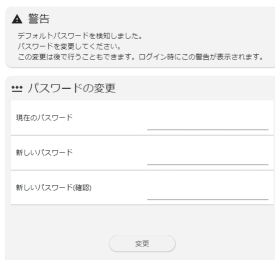 警告
デフォルトパスワードを検知しました。
パスワードを変更してください。
この変更は後で行うこともできます。ログイン時にこの警告が表示されます。
パスワードの変更
現在のパスワード
新しいパスワード
新しいパスワード(確認)
変更